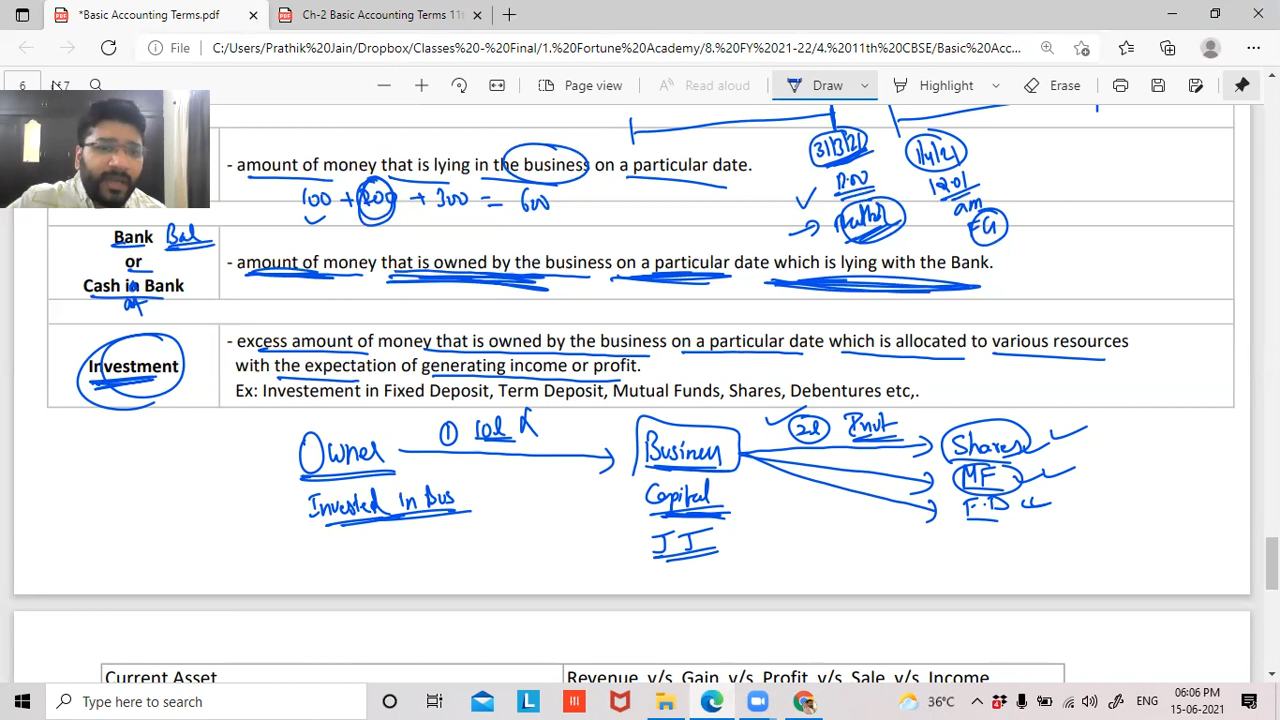 *Basic Accounting Terms.pdf
Ch-2 Basic Accounting Terms 11t
File
C:/Users/Prathik%20Jain/Dropbox/Classes%20-%20Final/1.%20Fortune%20Academy/8.%20FY%2021-22/4.%2011th%20CBSE/Basic%20Acc...
6
Page view
Read aloud
Draw
Highlight
Erase
31/3/21
1/4/21
- amount of money that is lying in the business on a particular date.
12.01
100 + 200 + 300 = 600
am
Bank Bal
or
- amount of money that is owned by the business on a particular date which is lying with the Bank.
Cash in Bank
at
- excess amount of money that is owned by the business on a particular date which is allocated to various resources
Investment
with the expectation of generating income or profit.
Ex: Investement in Fixed Deposit, Term Deposit, Mutual Funds, Shares, Debentures etc,.
Owner
1
Business
Shares
MF
Invested in Bus
Capital
F.D
Current Asset
Revenue v/s Gain v/s Profit v/s Sale v/s Income
Type here to search
36°C
06:06 PM
15-06-2021